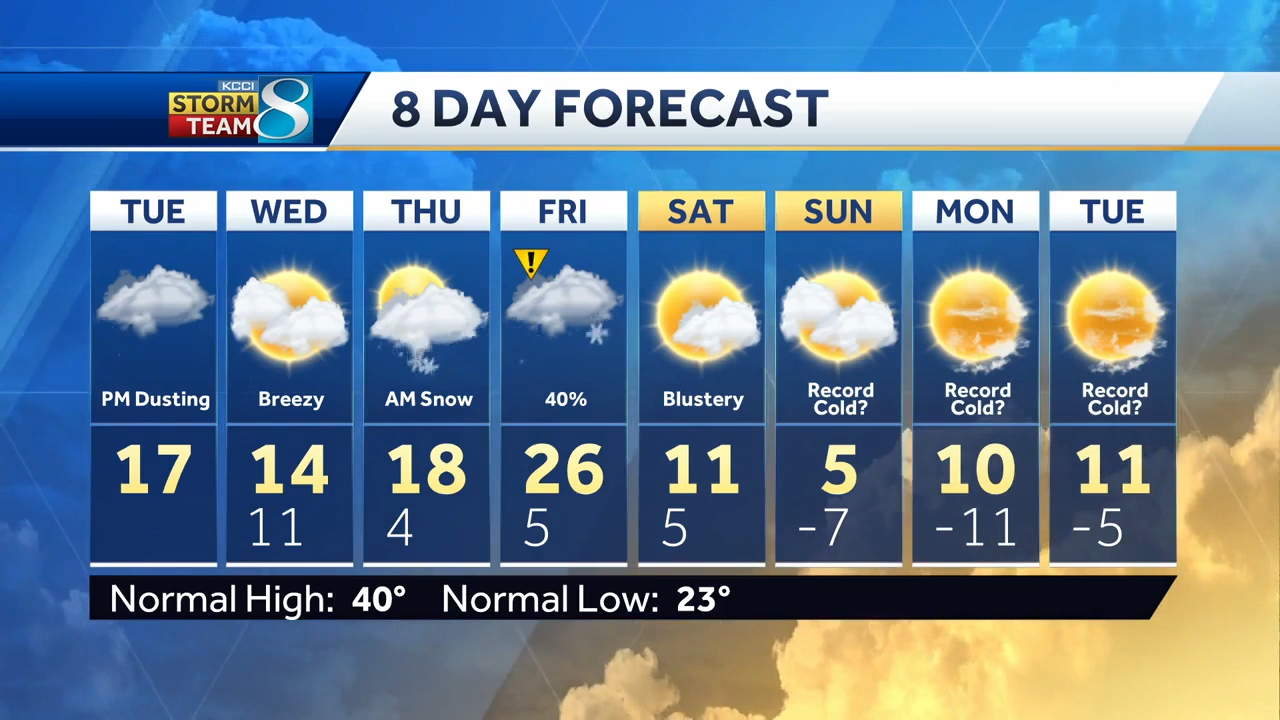 KCCI
STORM
TEAM 8
8 DAY FORECAST
TUE WED THU FRI SAT SUN MON TUE
!
PM Dusting Breezy AM Snow 40% Blustery Record Cold? Record Cold? Record Cold?
17 14 18 26 11 5 10 11
11 4 5 5 -7 -11 -5
Normal High: 40° Normal Low: 23°